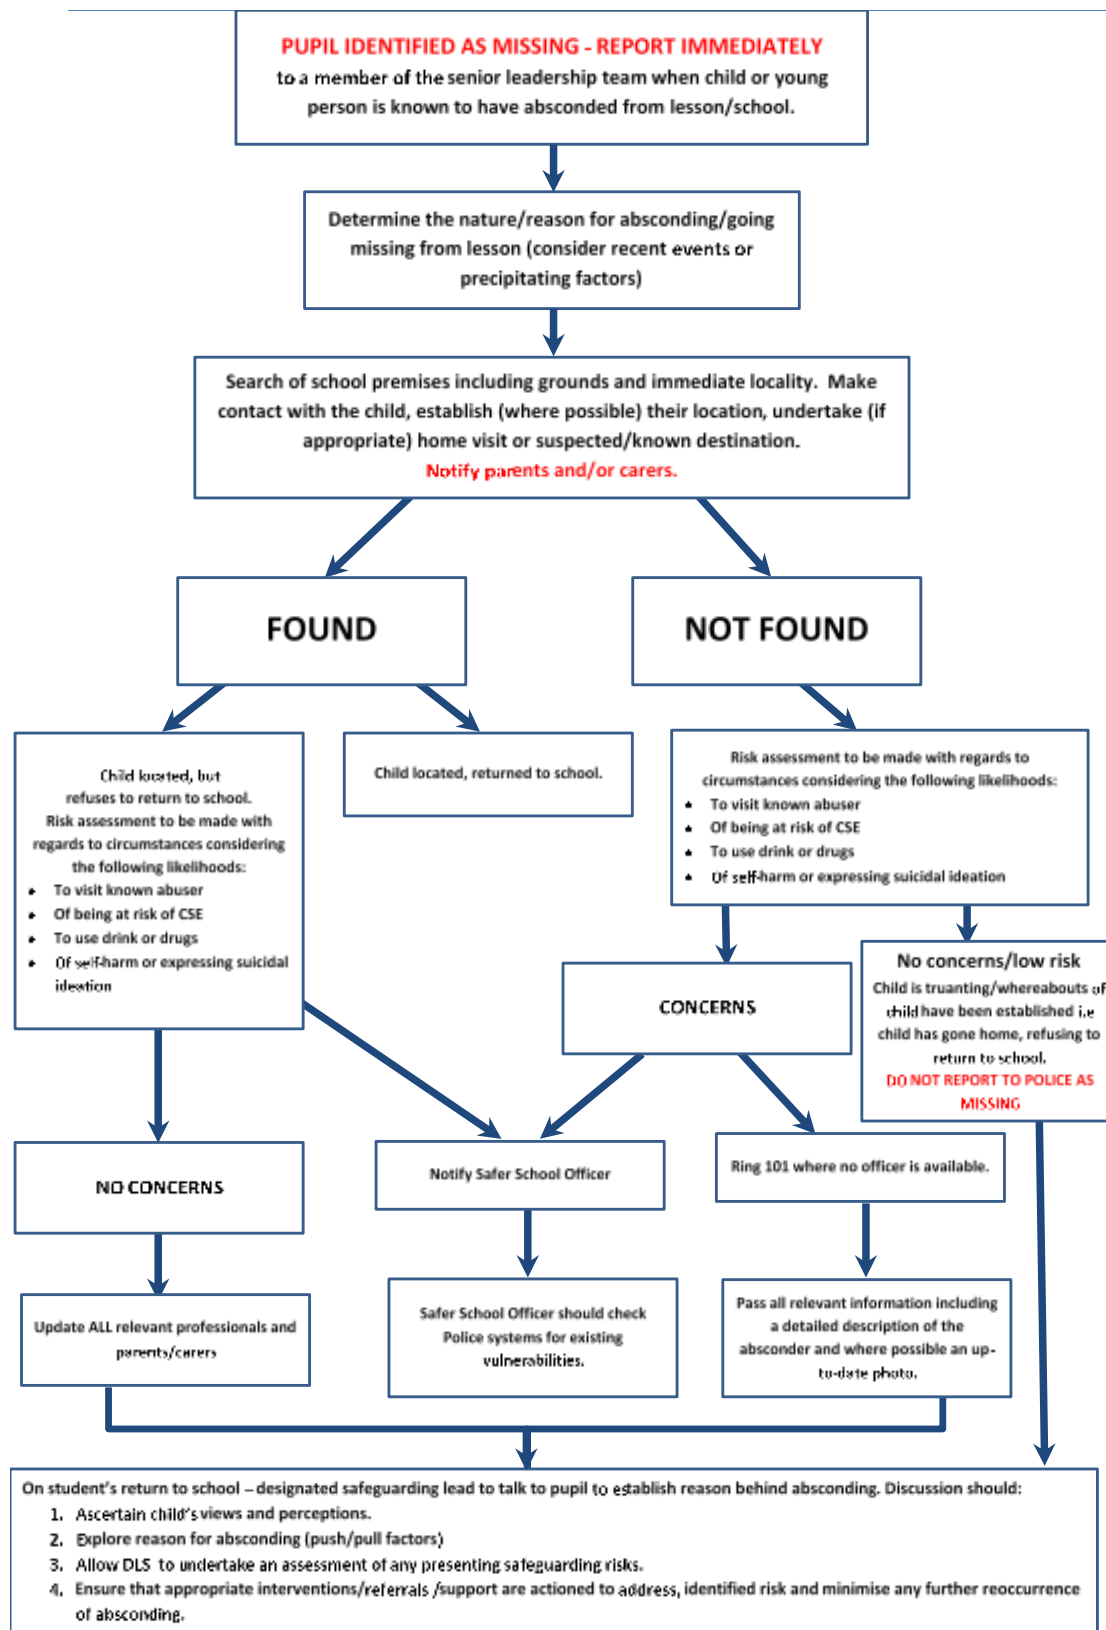 PUPIL IDENTIFIED AS MISSING - REPORT IMMEDIATELY
to a member of the senior leadership team when child or young
person is known to have absconded from lesson/school.
Determine the nature/reason for absconding/going
missing from lesson (consider recent events or
precipitating factors)
Search of school premises including grounds and immediate locality. Make
contact with the child, establish (where possible) their location, undertake (if
appropriate) home visit or suspected/known destination.
Notify parents and/or carers.
FOUND
NOT FOUND
Child located, but
refuses to return to school.
Risk assessment to be made with
regards to circumstances considering
the following likelihoods:
• To visit known abuser
• Of being at risk of CSE
• To use drink or drugs
• Of self-harm or expressing suicidal
ideation
Child located, returned to school.
Risk assessment to be made with regards to
circumstances considering the following likelihoods:
• To visit known abuser
• Of being at risk of CSE
• To use drink or drugs
• Of self-harm or expressing suicidal ideation
CONCERNS
No concerns/low risk
Child is truanting/whereabouts of
child have been established i.e
child has gone home, refusing to
return to school.
DO NOT REPORT TO POLICE AS
MISSING
NO CONCERNS
Notify Safer School Officer
Ring 101 where no officer is available.
Update ALL relevant professionals and
parents/carers
Safer School Officer should check
Police systems for existing
vulnerabilities.
Pass all relevant information including
a detailed description of the
absconder and where possible an up-
to-date photo.
On student's return to school – designated safeguarding lead to talk to pupil to establish reason behind absconding. Discussion should:
1. Ascertain child's views and perceptions.
2. Explore reason for absconding (push/pull factors)
3. Allow DLS to undertake an assessment of any presenting safeguarding risks.
4. Ensure that appropriate interventions/referrals /support are actioned to address, identified risk and minimise any further reoccurrence
of absconding.